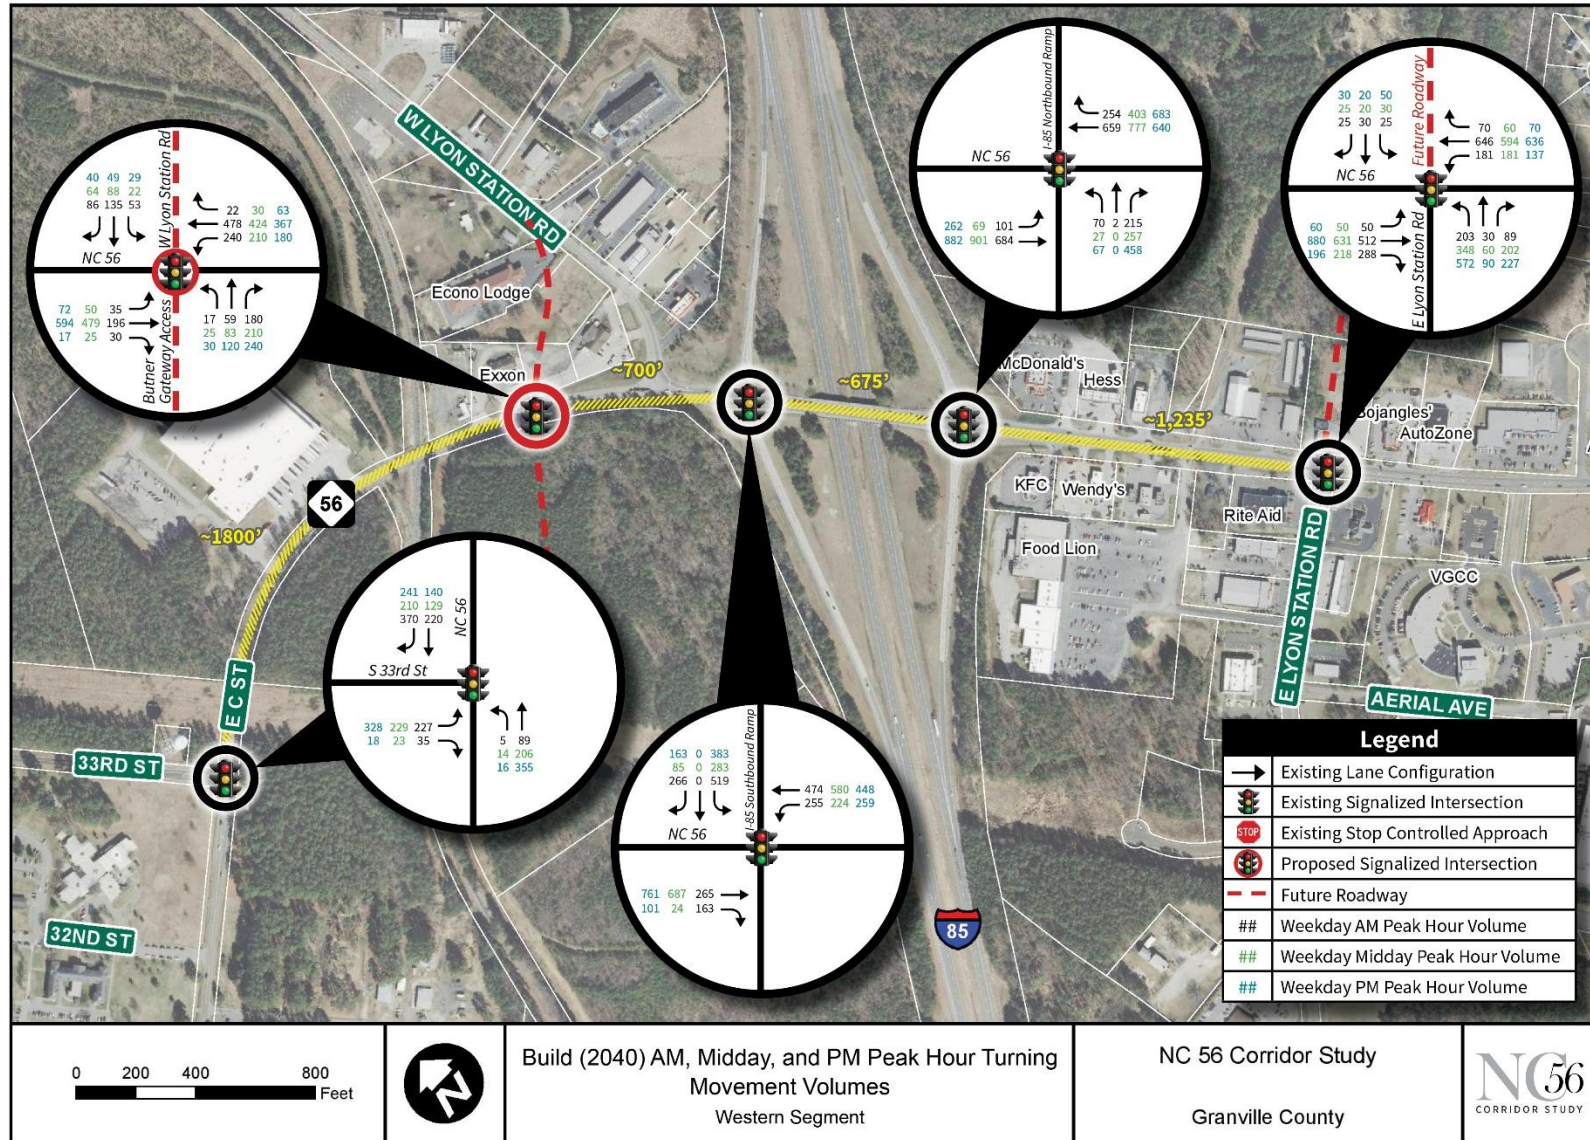 W Lyon Station Rd
40 49 29
64 88 22
86 135 53
22 30 63
478 424 367
240 210 180
NC 56
72 50 35
594 479 196
17 25 30
17 59 180
25 83 210
30 120 240
Butner
Gateway Access
I-85 Northbound Ramp
254 403 683
659 777 640
NC 56
262 69 101
882 901 684
70 2 215
27 0 257
67 0 458
Future Roadway
30 20 50
25 20 30
25 30 25
70 60 70
646 594 636
181 181 137
NC 56
60 50 50
880 631 512
196 218 288
203 30 89
348 60 202
572 90 227
E Lyon Station Rd
W LYON STATION RD
Econo Lodge
Exxon
~700'
~675'
McDonald's
Hess
~1,235'
Bojangles'
AutoZone
KFC
Wendy's
Rite Aid
Food Lion
VGCC
56
~1800'
E LYON STATION RD
AERIAL AVE
E C ST
33RD ST
32ND ST
85
NC 56
241 140
210 129
370 220
S 33rd St
328 229 227
18 23 35
5 89
14 206
16 355
I-85 Southbound Ramp
163 0 383
85 0 283
266 0 519
474 580 448
255 224 259
NC 56
761 687 265
101 24 163
Legend
Existing Lane Configuration
Existing Signalized Intersection
STOP Existing Stop Controlled Approach
Proposed Signalized Intersection
Future Roadway
## Weekday AM Peak Hour Volume
## Weekday Midday Peak Hour Volume
## Weekday PM Peak Hour Volume
0 200 400 800
Feet
N
Build (2040) AM, Midday, and PM Peak Hour Turning
Movement Volumes
Western Segment
NC 56 Corridor Study
Granville County
NC56
CORRIDOR STUDY